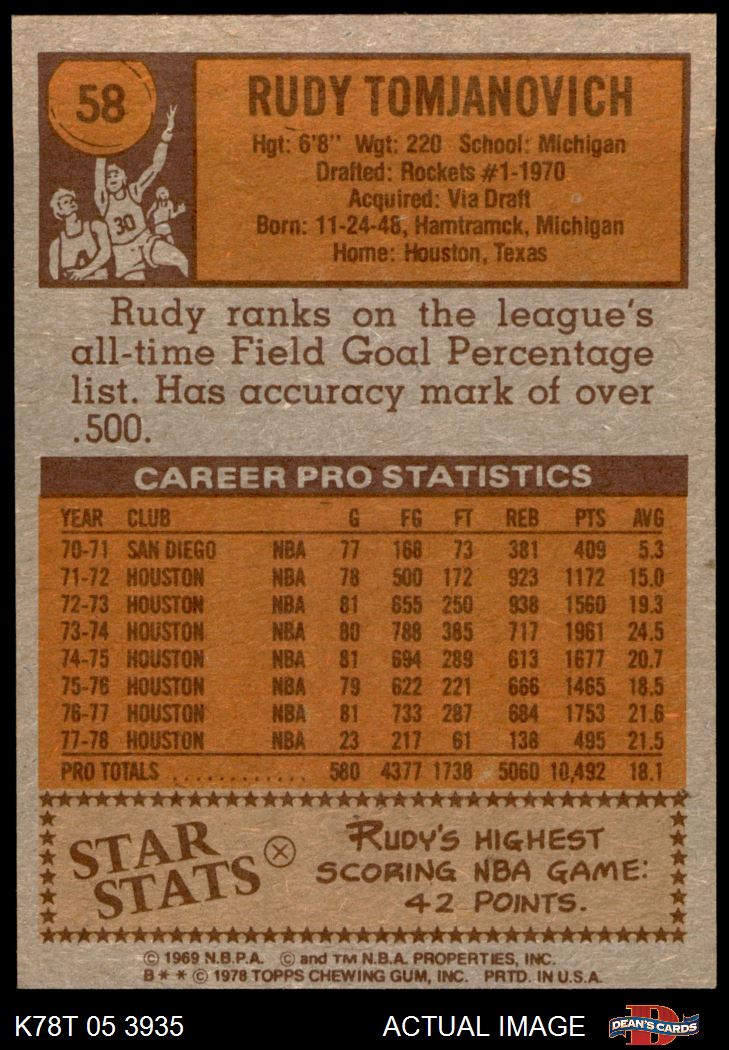 58
RUDY TOMJANOVICH
Hgt: 6'8" Wgt: 220 School: Michigan
Drafted: Rockets #1-1970
Acquired: Via Draft
Born: 11-24-48, Hamtramck, Michigan
Home: Houston, Texas
30
Rudy ranks on the league's
all-time Field Goal Percentage
list. Has accuracy mark of over
.500.
CAREER PRO STATISTICS
YEAR CLUB G FG FT REB PTS AVG
70-71 SAN DIEGO NBA 77 168 73 381 409 5.3
71-72 HOUSTON NBA 78 500 172 923 1172 15.0
72-73 HOUSTON NBA 81 655 250 938 1560 19.3
73-74 HOUSTON NBA 80 788 385 717 1961 24.5
74-75 HOUSTON NBA 81 694 289 613 1677 20.7
75-76 HOUSTON NBA 79 622 221 666 1465 18.5
76-77 HOUSTON NBA 81 733 287 684 1753 21.6
77-78 HOUSTON NBA 23 217 61 138 495 21.5
PRO TOTALS ............ 580 4377 1738 5060 10,492 18.1
STAR
STATS
RUDY'S HIGHEST
SCORING NBA GAME:
42 POINTS.
© 1969 N.B.P.A. © and TM N.B.A. PROPERTIES, INC.
B * * © 1978 TOPPS CHEWING GUM, INC. PRTD. IN U.S.A.
K78T 05 3935 ACTUAL IMAGE DEAN'S CARDS